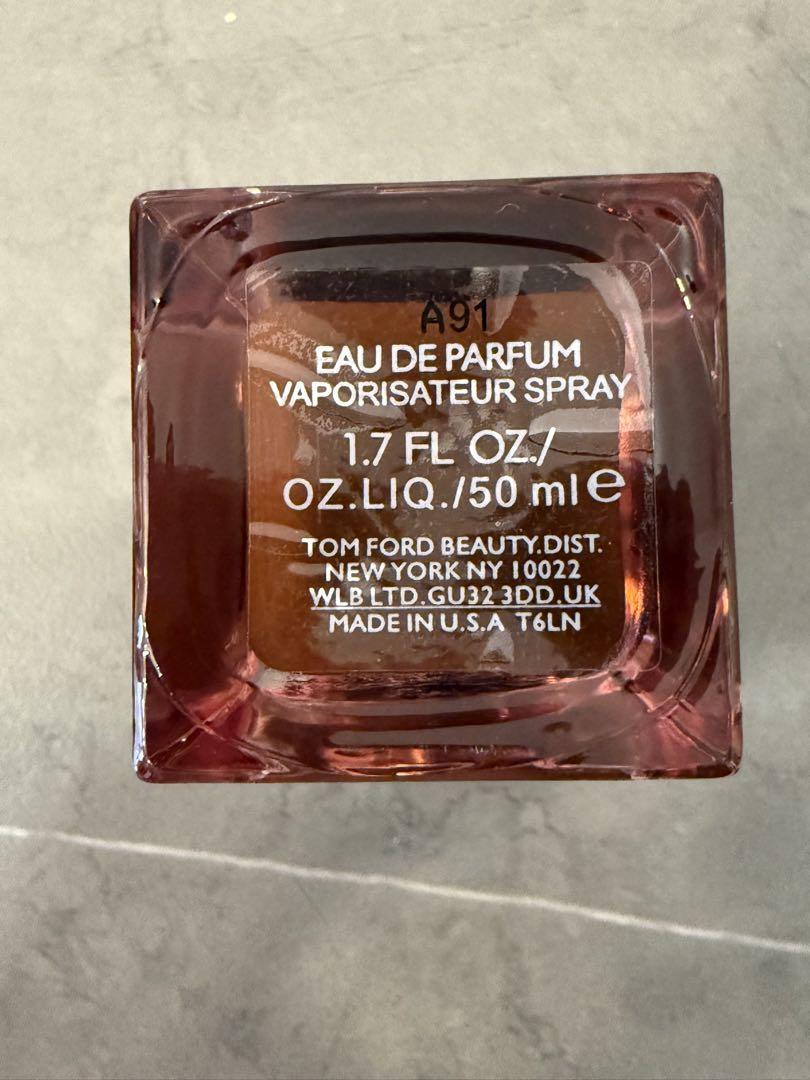 A91
EAU DE PARFUM
VAPORISATEUR SPRAY
1.7 FL OZ./
OZ.LIQ./50 ml e
TOM FORD BEAUTY.DIST.
NEW YORK NY 10022
WLB LTD.GU32 3DD.UK
MADE IN U.S.A T6LN